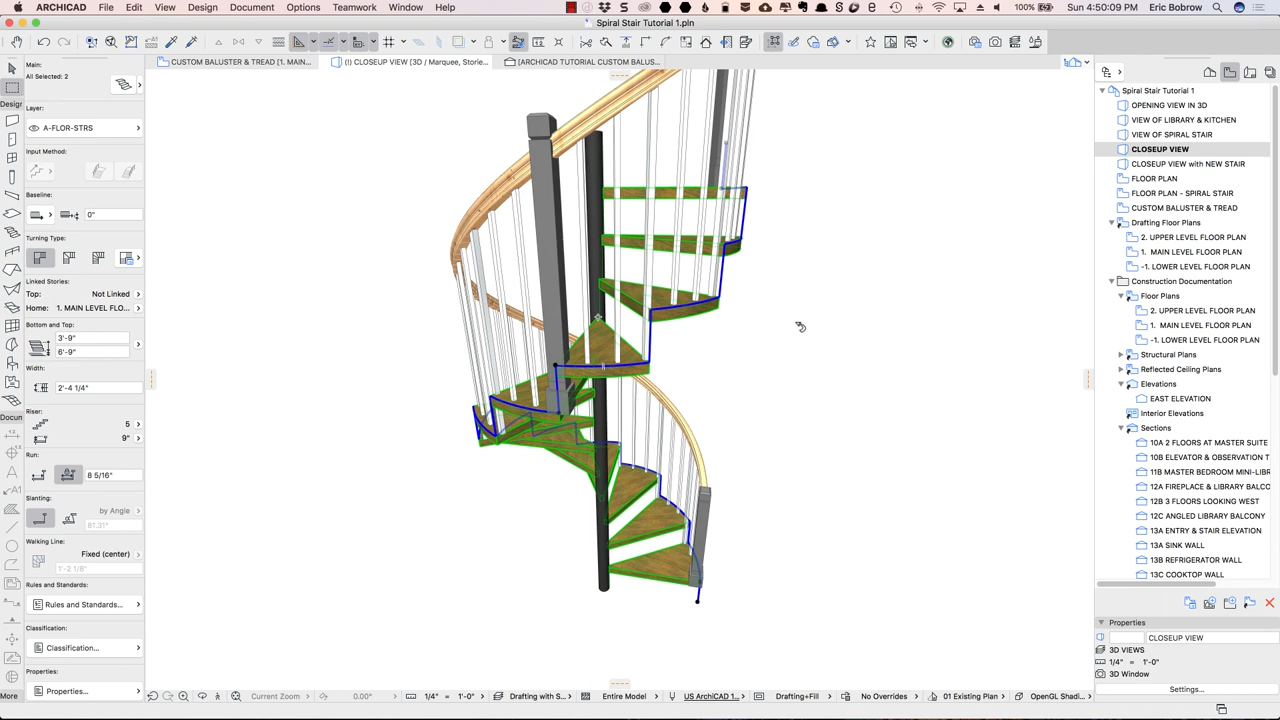 ARCHICAD File Edit View Design Document Options Teamwork Window Help 100% Sun 4:50:09 PM Eric Bobrow
Spiral Stair Tutorial 1.pln
CUSTOM BALUSTER & TREAD [1. MAIN... (!) CLOSEUP VIEW [3D / Marquee, Storie... [ARCHICAD TUTORIAL CUSTOM BALUS...
Main:
All Selected: 2
Design
Layer:
A-FLOR-STRS
Input Method:
Baseline:
0"
Turning Type:
Linked Stories:
Top: Not Linked
Home: 1. MAIN LEVEL FLO...
Bottom and Top:
3'-9"
6'-9"
Width:
2'-4 1/4"
Docun
Riser:
9
9"
Run:
8 5/16"
Slanting:
by Angle
81.31°
Walking Line:
Fixed (center)
1'-2 1/8"
Rules and Standards:
Rules and Standards...
Classification:
Classification...
Properties:
Properties...
More
Spiral Stair Tutorial 1
OPENING VIEW IN 3D
VIEW OF LIBRARY & KITCHEN
VIEW OF SPIRAL STAIR
CLOSEUP VIEW
CLOSEUP VIEW with NEW STAIR
FLOOR PLAN
FLOOR PLAN - SPIRAL STAIR
CUSTOM BALUSTER & TREAD
Drafting Floor Plans
2. UPPER LEVEL FLOOR PLAN
1. MAIN LEVEL FLOOR PLAN
-1. LOWER LEVEL FLOOR PLAN
Construction Documentation
Floor Plans
2. UPPER LEVEL FLOOR PLAN
1. MAIN LEVEL FLOOR PLAN
-1. LOWER LEVEL FLOOR PLAN
Structural Plans
Reflected Ceiling Plans
Elevations
EAST ELEVATION
Interior Elevations
Sections
10A 2 FLOORS AT MASTER SUITE
10B ELEVATOR & OBSERVATION T
11B MASTER BEDROOM MINI-LIBR
12A FIREPLACE & LIBRARY BALCO
12B 3 FLOORS LOOKING WEST
12C ANGLED LIBRARY BALCONY
13A ENTRY & STAIR ELEVATION
13A SINK WALL
13B REFRIGERATOR WALL
13C COOKTOP WALL
Properties
CLOSEUP VIEW
3D VIEWS
1/4" = 1'-0"
3D Window
Settings...
Current Zoom 0.00° 1/4" = 1'-0" Drafting with S... Entire Model US ArchiCAD 1... Drafting+Fill No Overrides 01 Existing Plan OpenGL Shadi...